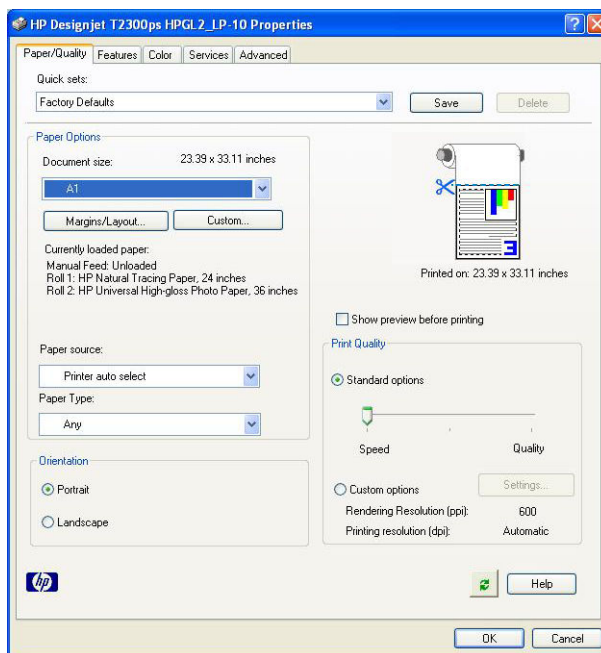 HP Designjet T2300ps HPGL2_LP-10 Properties
Paper/Quality Features Color Services Advanced
Quick sets:
Factory Defaults
Save
Delete
Paper Options
Document size: 23.39 x 33.11 inches
A1
Margins/Layout...
Custom...
Currently loaded paper:
Manual Feed: Unloaded
Roll 1: HP Natural Tracing Paper, 24 inches
Roll 2: HP Universal High-gloss Photo Paper, 36 inches
Paper source:
Printer auto select
Paper Type:
Any
Orientation
Portrait
Landscape
3
Printed on: 23.39 x 33.11 inches
Show preview before printing
Print Quality
Standard options
Speed Quality
Custom options
Settings...
Rendering Resolution (ppi): 600
Printing resolution (dpi): Automatic
hp
Help
OK
Cancel